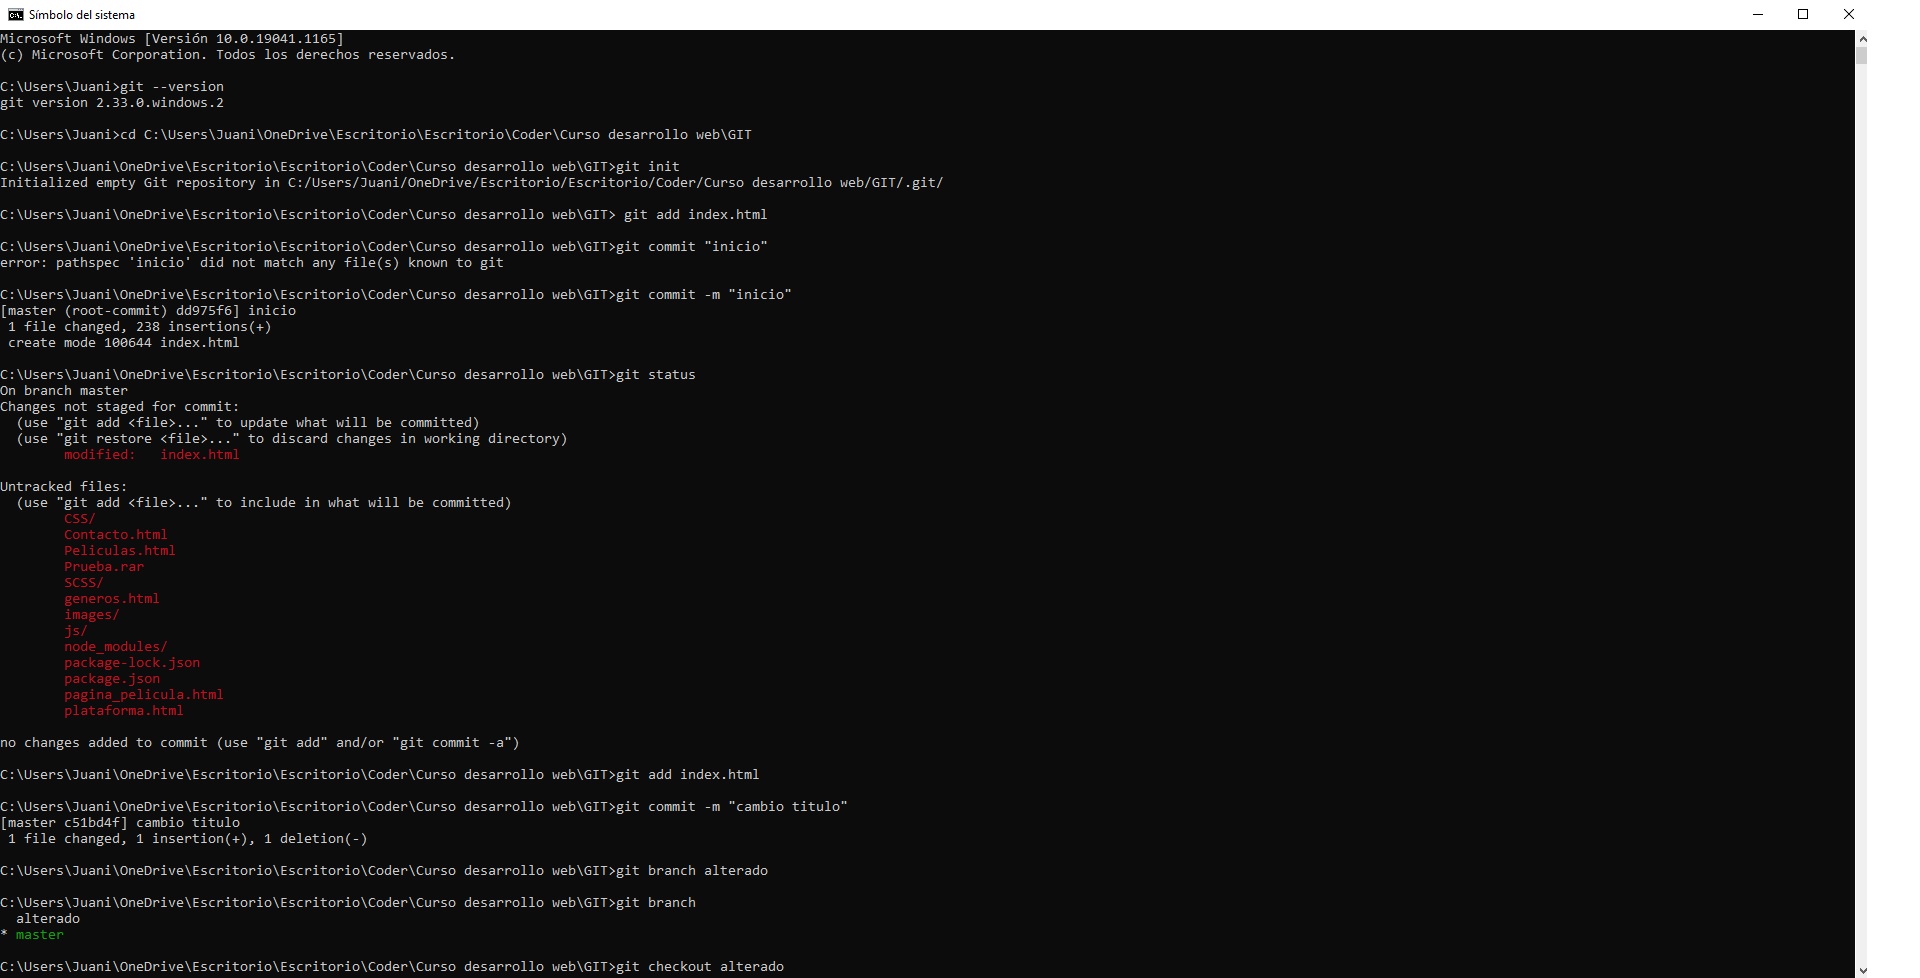 Símbolo del sistema
Microsoft Windows [Versión 10.0.19041.1165]
(c) Microsoft Corporation. Todos los derechos reservados.
C:\Users\Juani>git --version
git version 2.33.0.windows.2
C:\Users\Juani>cd C:\Users\Juani\OneDrive\Escritorio\Escritorio\Coder\Curso desarrollo web\GIT
C:\Users\Juani\OneDrive\Escritorio\Escritorio\Coder\Curso desarrollo web\GIT>git init
Initialized empty Git repository in C:/Users/Juani/OneDrive/Escritorio/Escritorio/Coder/Curso desarrollo web/GIT/.git/
C:\Users\Juani\OneDrive\Escritorio\Escritorio\Coder\Curso desarrollo web\GIT> git add index.html
C:\Users\Juani\OneDrive\Escritorio\Escritorio\Coder\Curso desarrollo web\GIT>git commit "inicio"
error: pathspec 'inicio' did not match any file(s) known to git
C:\Users\Juani\OneDrive\Escritorio\Escritorio\Coder\Curso desarrollo web\GIT>git commit -m "inicio"
[master (root-commit) dd975f6] inicio
 1 file changed, 238 insertions(+)
 create mode 100644 index.html
C:\Users\Juani\OneDrive\Escritorio\Escritorio\Coder\Curso desarrollo web\GIT>git status
On branch master
Changes not staged for commit:
  (use "git add <file>..." to update what will be committed)
  (use "git restore <file>..." to discard changes in working directory)
        modified:   index.html
Untracked files:
  (use "git add <file>..." to include in what will be committed)
        CSS/
        Contacto.html
        Peliculas.html
        Prueba.rar
        SCSS/
        generos.html
        images/
        js/
        node_modules/
        package-lock.json
        package.json
        pagina_pelicula.html
        plataforma.html
no changes added to commit (use "git add" and/or "git commit -a")
C:\Users\Juani\OneDrive\Escritorio\Escritorio\Coder\Curso desarrollo web\GIT>git add index.html
C:\Users\Juani\OneDrive\Escritorio\Escritorio\Coder\Curso desarrollo web\GIT>git commit -m "cambio titulo"
[master c51bd4f] cambio titulo
 1 file changed, 1 insertion(+), 1 deletion(-)
C:\Users\Juani\OneDrive\Escritorio\Escritorio\Coder\Curso desarrollo web\GIT>git branch alterado
C:\Users\Juani\OneDrive\Escritorio\Escritorio\Coder\Curso desarrollo web\GIT>git branch
  alterado
* master
C:\Users\Juani\OneDrive\Escritorio\Escritorio\Coder\Curso desarrollo web\GIT>git checkout alterado